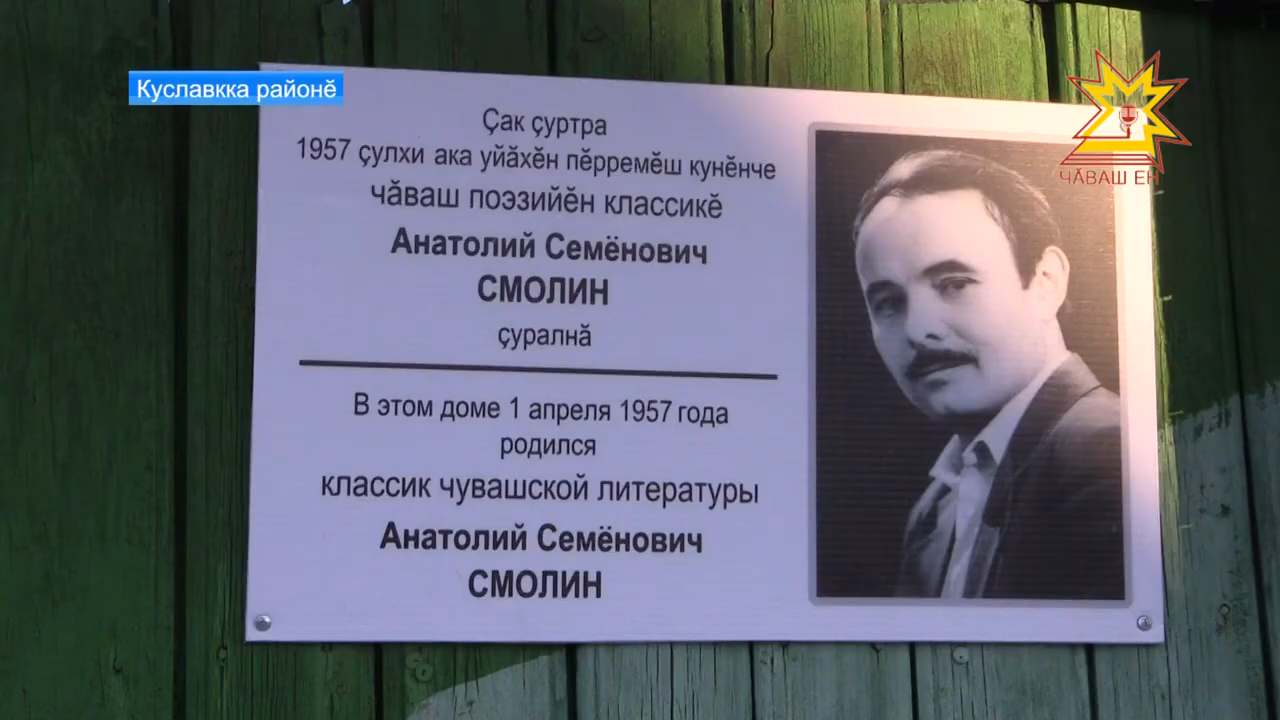 Куславкка районӗ
ЧӐВАШ ЕН
Ҫак ҫуртра
1957 ҫулхи ака уйӑхӗн пӗрремӗш кунӗнче
чӑваш поэзийӗн классикӗ
Анатолий Семёнович
СМОЛИН
ҫуралнӑ
В этом доме 1 апреля 1957 года
родился
классик чувашской литературы
Анатолий Семёнович
СМОЛИН